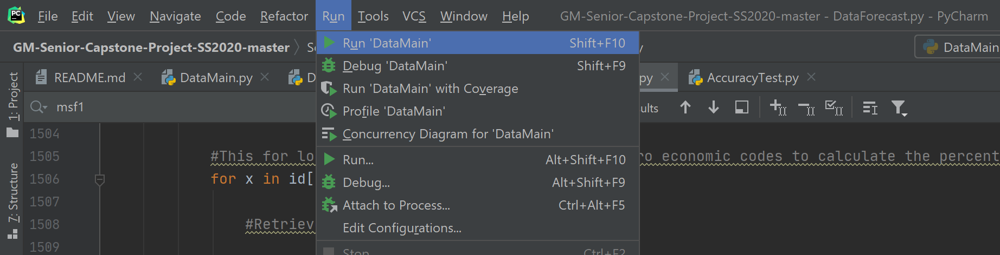 PC File Edit View Navigate Code Refactor Run Tools VCS Window Help GM-Senior-Capstone-Project-SS2020-master - DataForecast.py - PyCharm
GM-Senior-Capstone-Project-SS2020-master DataMain
Run 'DataMain' Shift+F10
Debug 'DataMain' Shift+F9
Run 'DataMain' with Coverage
Profile 'DataMain'
Concurrency Diagram for 'DataMain'
Run... Alt+Shift+F10
Debug... Alt+Shift+F9
Attach to Process... Ctrl+Alt+F5
Edit Configurations...
Stop Ctrl+F2
1: Project
7: Structure
README.md DataMain.py D py AccuracyTest.py
msf1 ults
1504
1505 #This for lo ro economic codes to calculate the percent
1506 for x in id[
1507
1508 #Retriev
1509